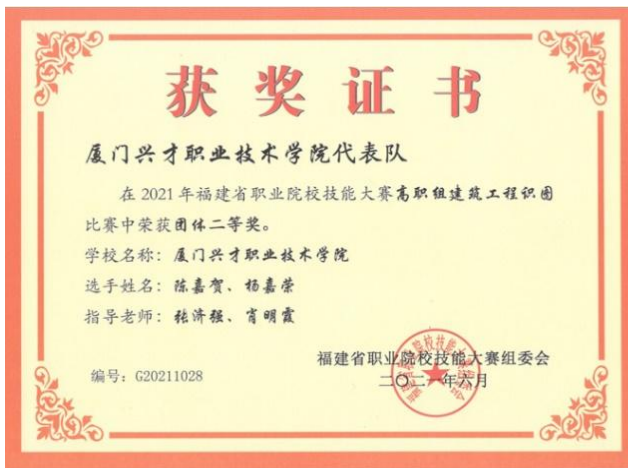 获奖证书
厦门兴才职业技术学院代表队
在2021年福建省职业院校技能大赛高职组建筑工程识图
比赛中荣获团体二等奖。
学校名称：厦门兴才职业技术学院
选手姓名：陈嘉贺、杨嘉荣
指导老师：张济强、肖明霞
福建省职业院校技能大赛组委会
编号：G20211028
二〇二一年六月